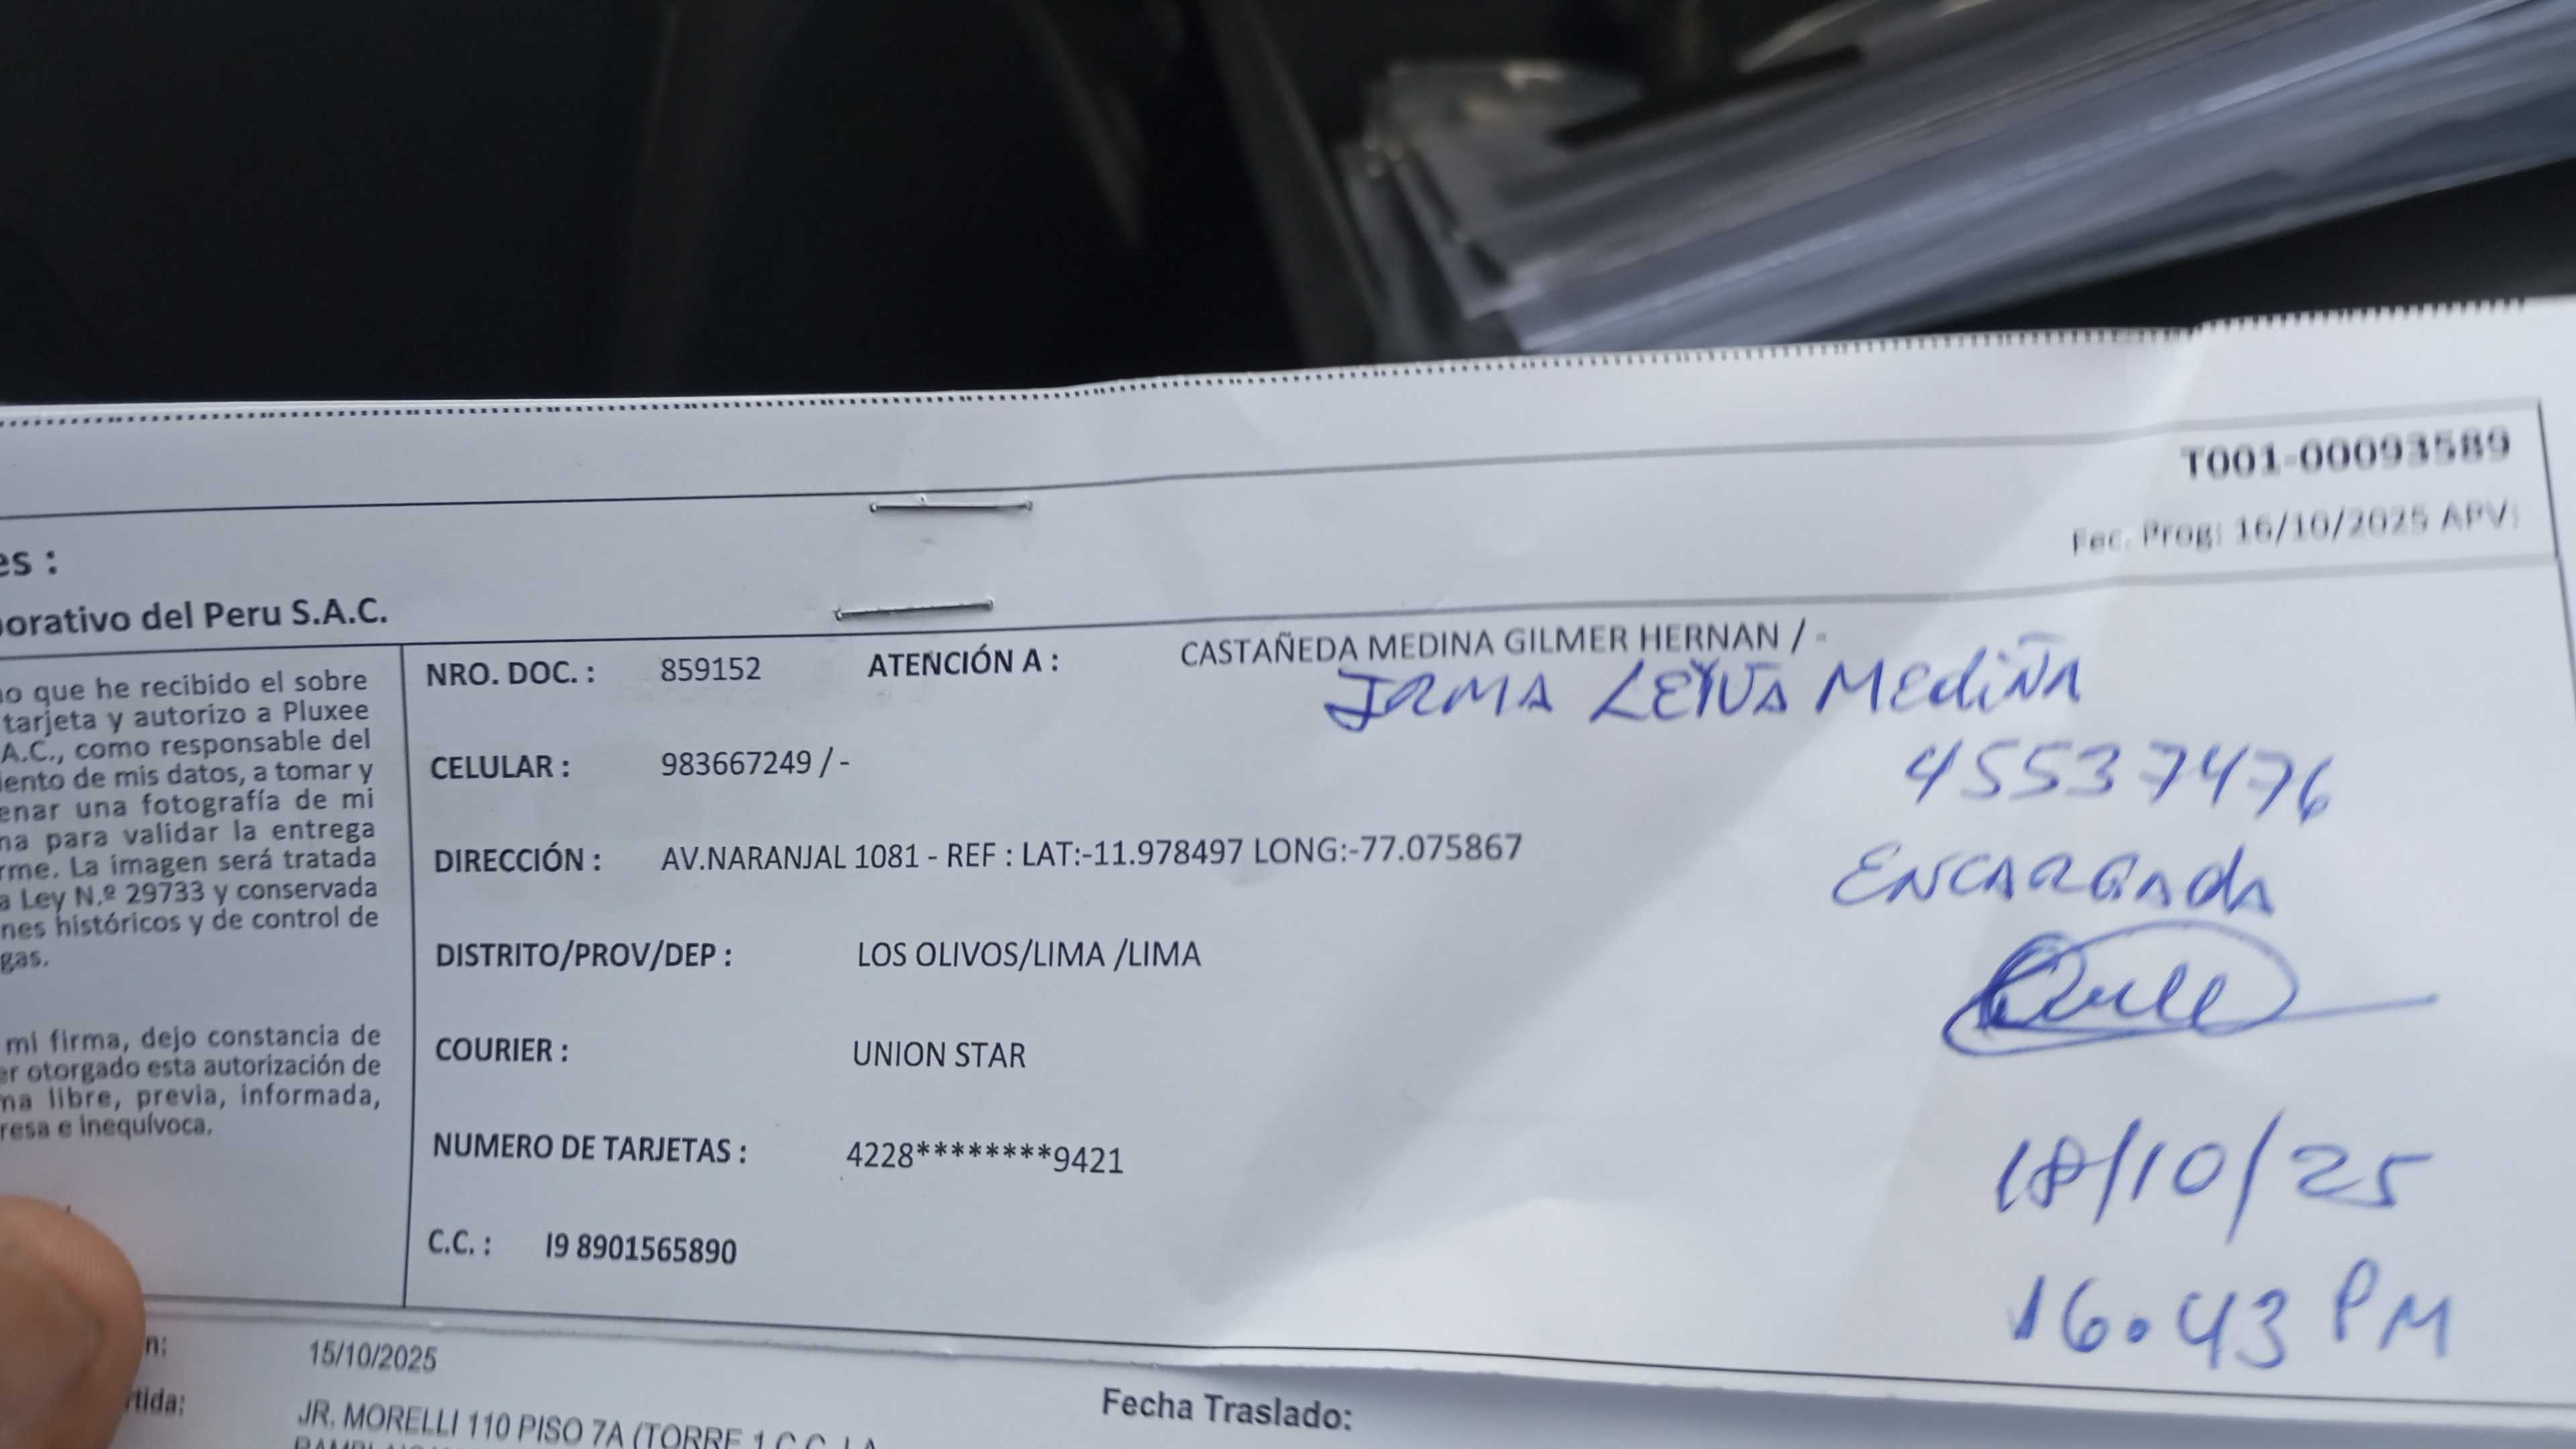 T001-00093589
Fec. Prog: 16/10/2025 APV:
es :
porativo del Peru S.A.C.
no que he recibido el sobre
tarjeta y autorizo a Pluxee
A.C., como responsable del
iento de mis datos, a tomar y
enar una fotografía de mi
na para validar la entrega
rme. La imagen será tratada
a Ley N.º 29733 y conservada
nes históricos y de control de
gas.
mi firma, dejo constancia de
er otorgado esta autorización de
ma libre, previa, informada,
resa e inequívoca.
NRO. DOC. : 859152 ATENCIÓN A : CASTAÑEDA MEDINA GILMER HERNAN / -
IRMA LEYVA MEDIÑA
CELULAR : 983667249 / -
45537476
DIRECCIÓN : AV.NARANJAL 1081 - REF : LAT:-11.978497 LONG:-77.075867
ENCARGADA
DISTRITO/PROV/DEP : LOS OLIVOS/LIMA /LIMA
COURIER : UNION STAR
NUMERO DE TARJETAS : 4228********9421
18/10/25
C.C. : I9 8901565890
16.43 PM
n: 15/10/2025
rtida: JR. MORELLI 110 PISO 7A (TORRE 1 C.C. LA
Fecha Traslado: